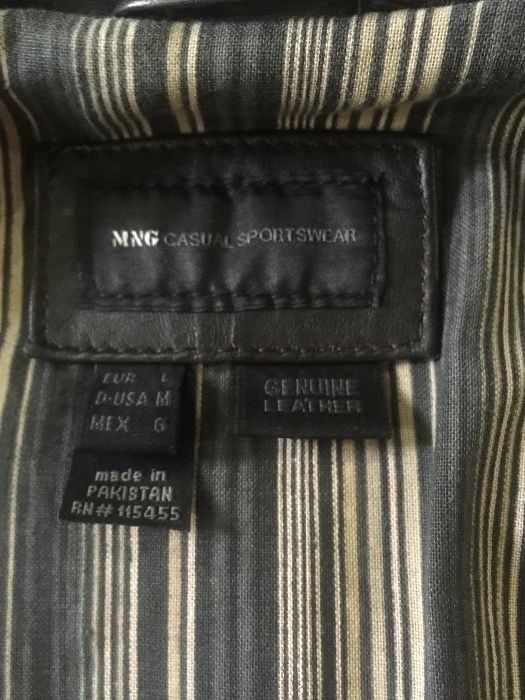 MNG CASUAL SPORTSWEAR
EUR L
D-USA M
MEX G
GENUINE
LEATHER
made in
PAKISTAN
RN# 115455